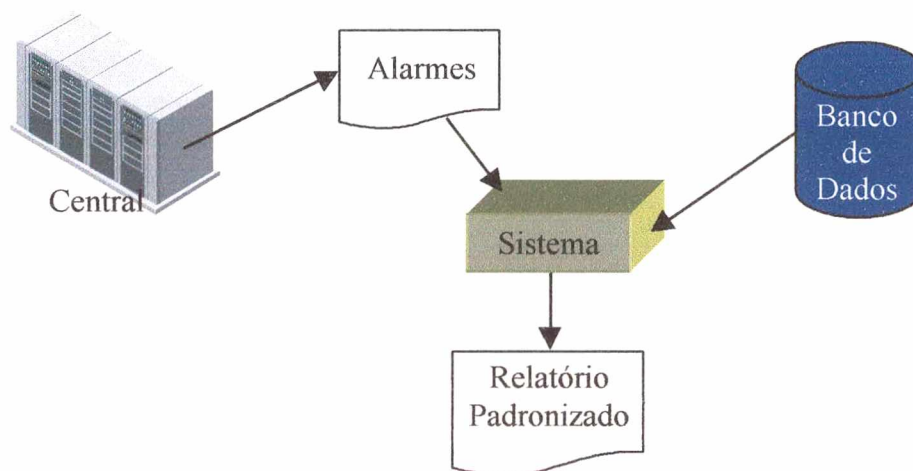 Alarmes
Banco
de
Dados
Central
Sistema
Relatório
Padronizado